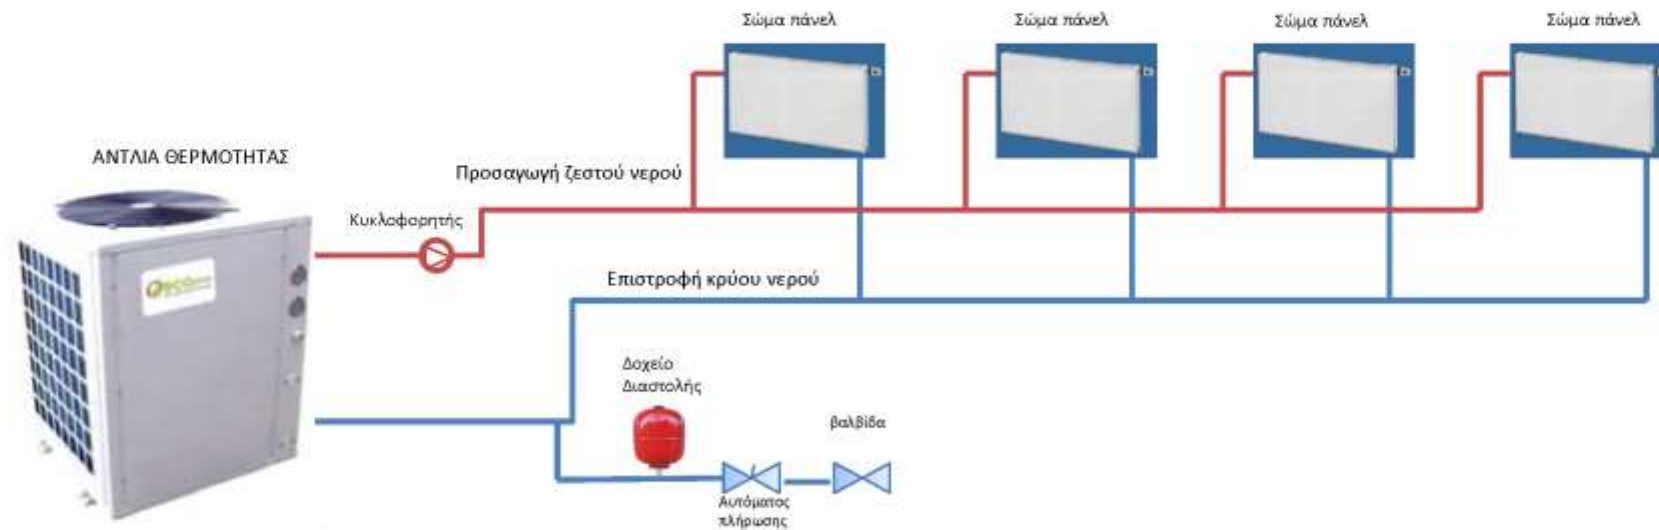 Σώμα πάνελ Σώμα πάνελ Σώμα πάνελ Σώμα πάνελ
ΑΝΤΛΙΑ ΘΕΡΜΟΤΗΤΑΣ
Προσαγωγή ζεστού νερού
Κυκλοφορητής
Επιστροφή κρύου νερού
Δοχείο
Διαστολής
βαλβίδα
Αυτόματος
πλήρωσης